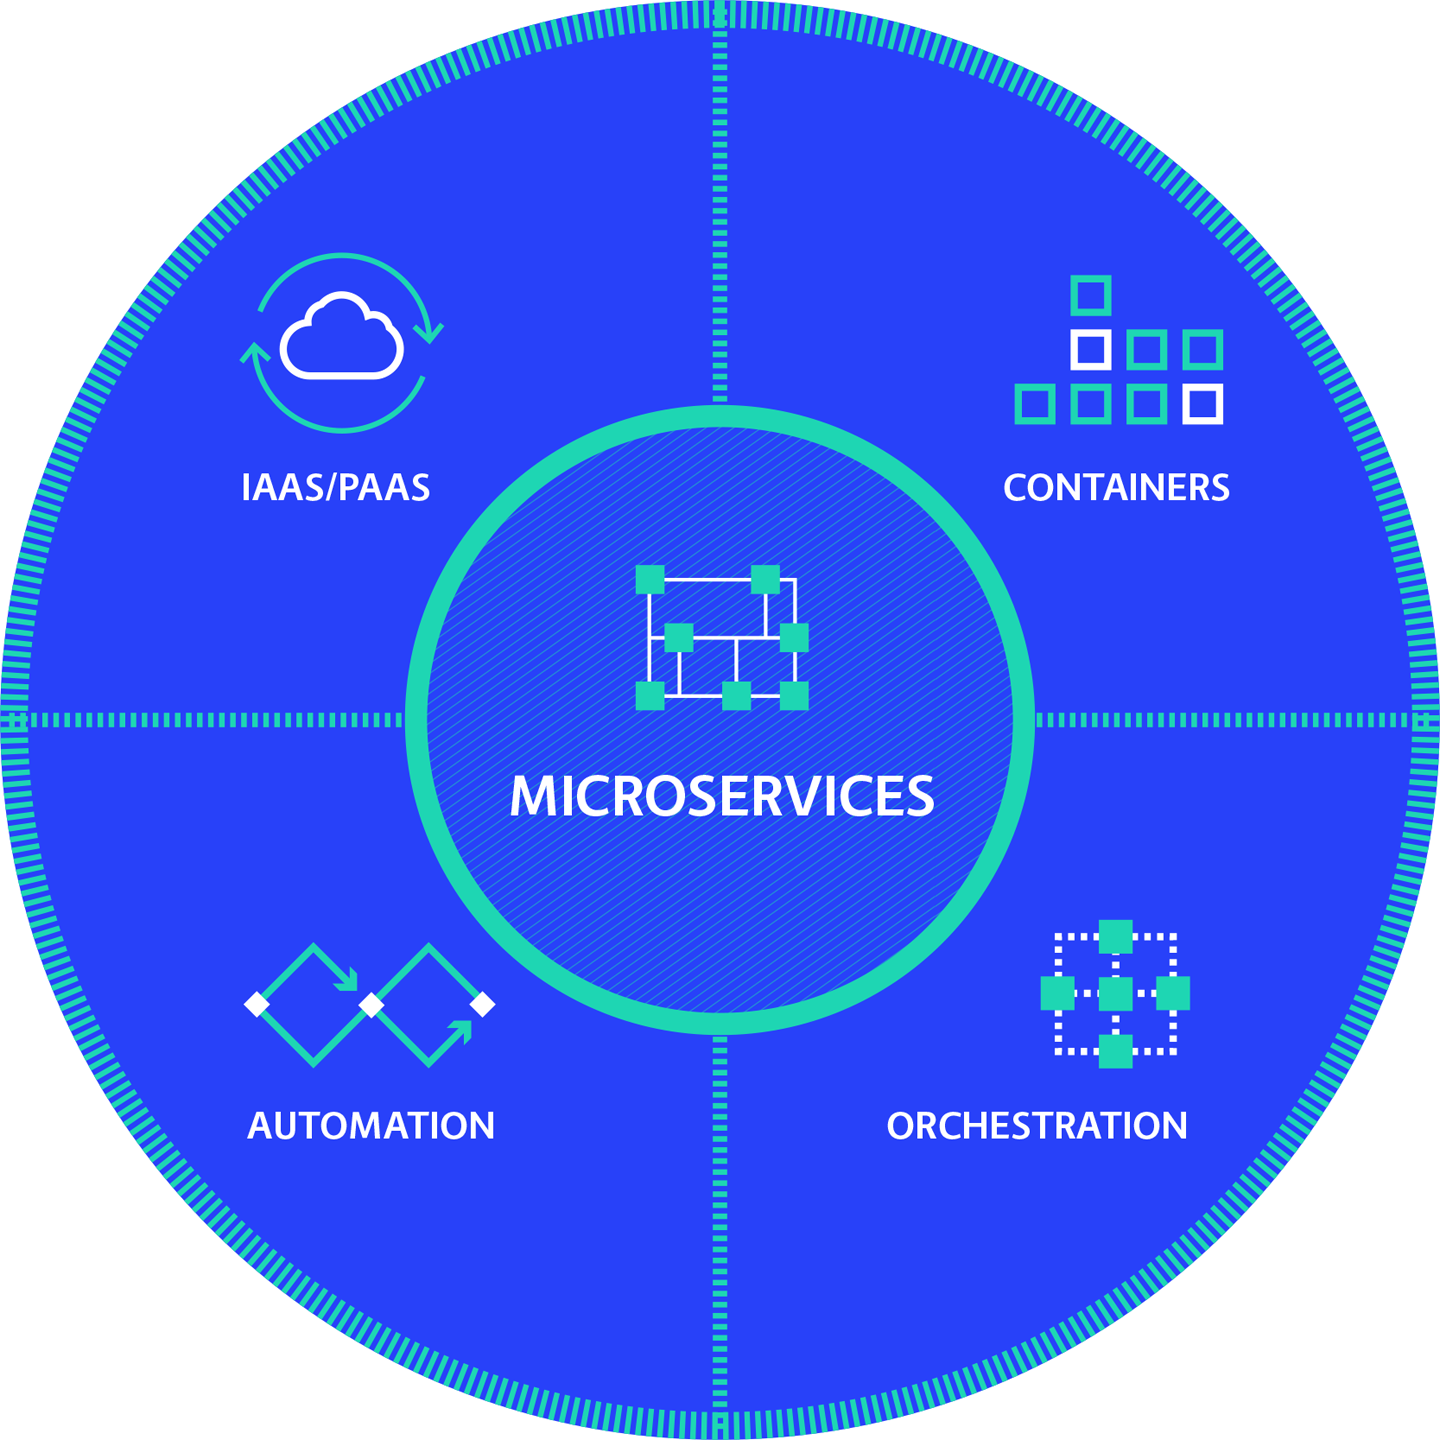 IAAS/PAAS
CONTAINERS
MICROSERVICES
AUTOMATION
ORCHESTRATION